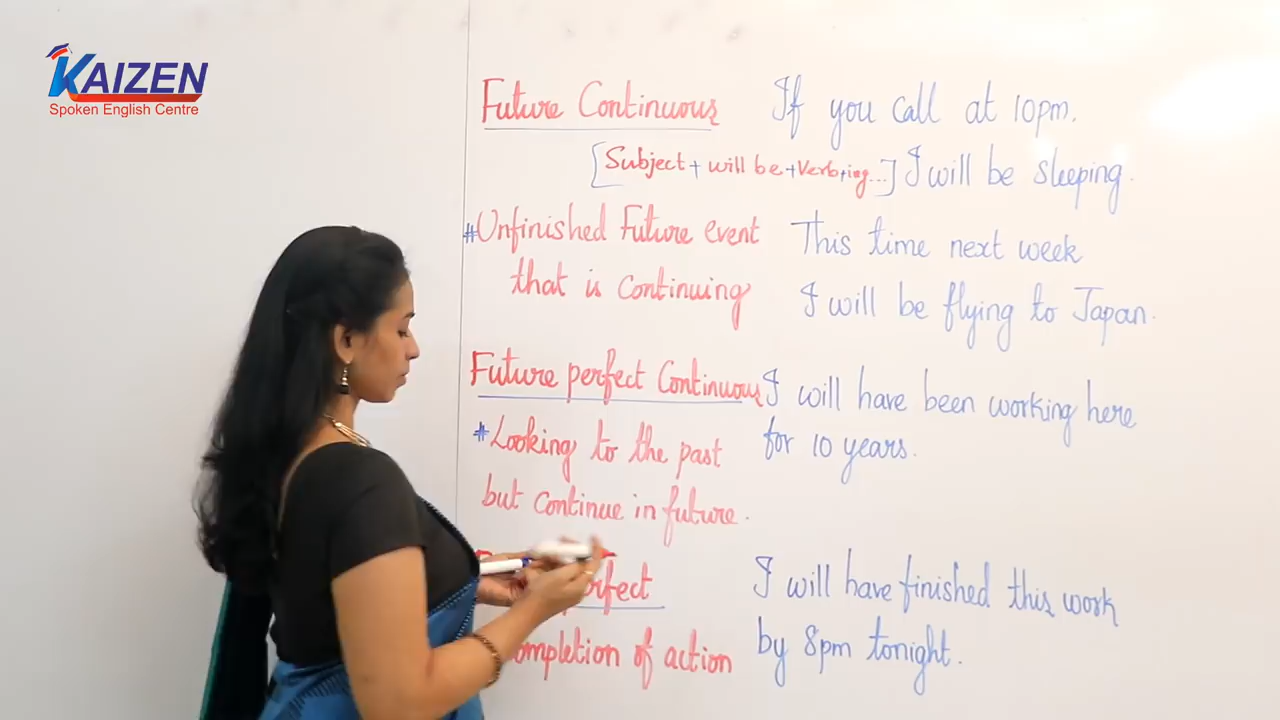 KAIZEN
Spoken English Centre
Future Continuous
[Subject + will be + Verb+ing...]
#Unfinished Future event
that is continuing
If you call at 10pm.
I will be sleeping.
This time next week
I will be flying to Japan.
Future perfect Continuous
#Looking to the past
but continue in future.
I will have been working here
for 10 years.
completion of action
I will have finished this work
by 8pm tonight.